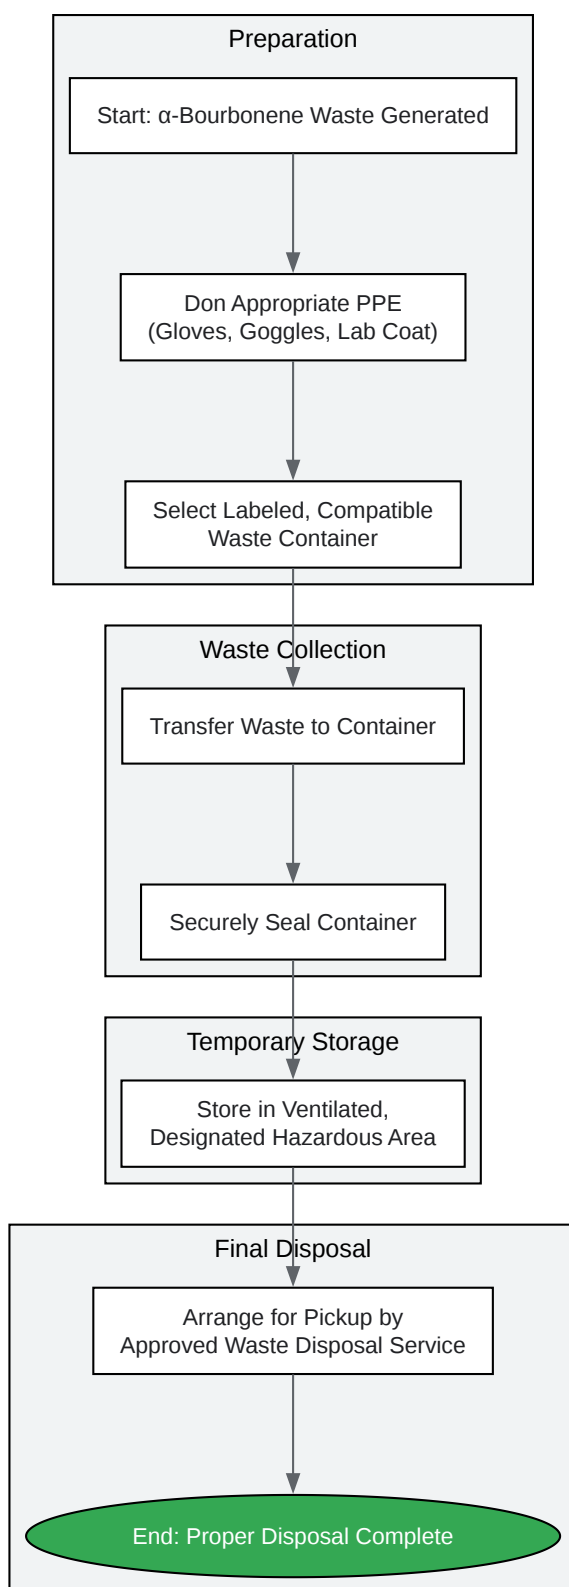 Preparation
Start: α-Bourbonene Waste Generated
Don Appropriate PPE
(Gloves, Goggles, Lab Coat)
Select Labeled, Compatible
Waste Container
Waste Collection
Transfer Waste to Container
Securely Seal Container
Temporary Storage
Store in Ventilated,
Designated Hazardous Area
Final Disposal
Arrange for Pickup by
Approved Waste Disposal Service
End: Proper Disposal Complete